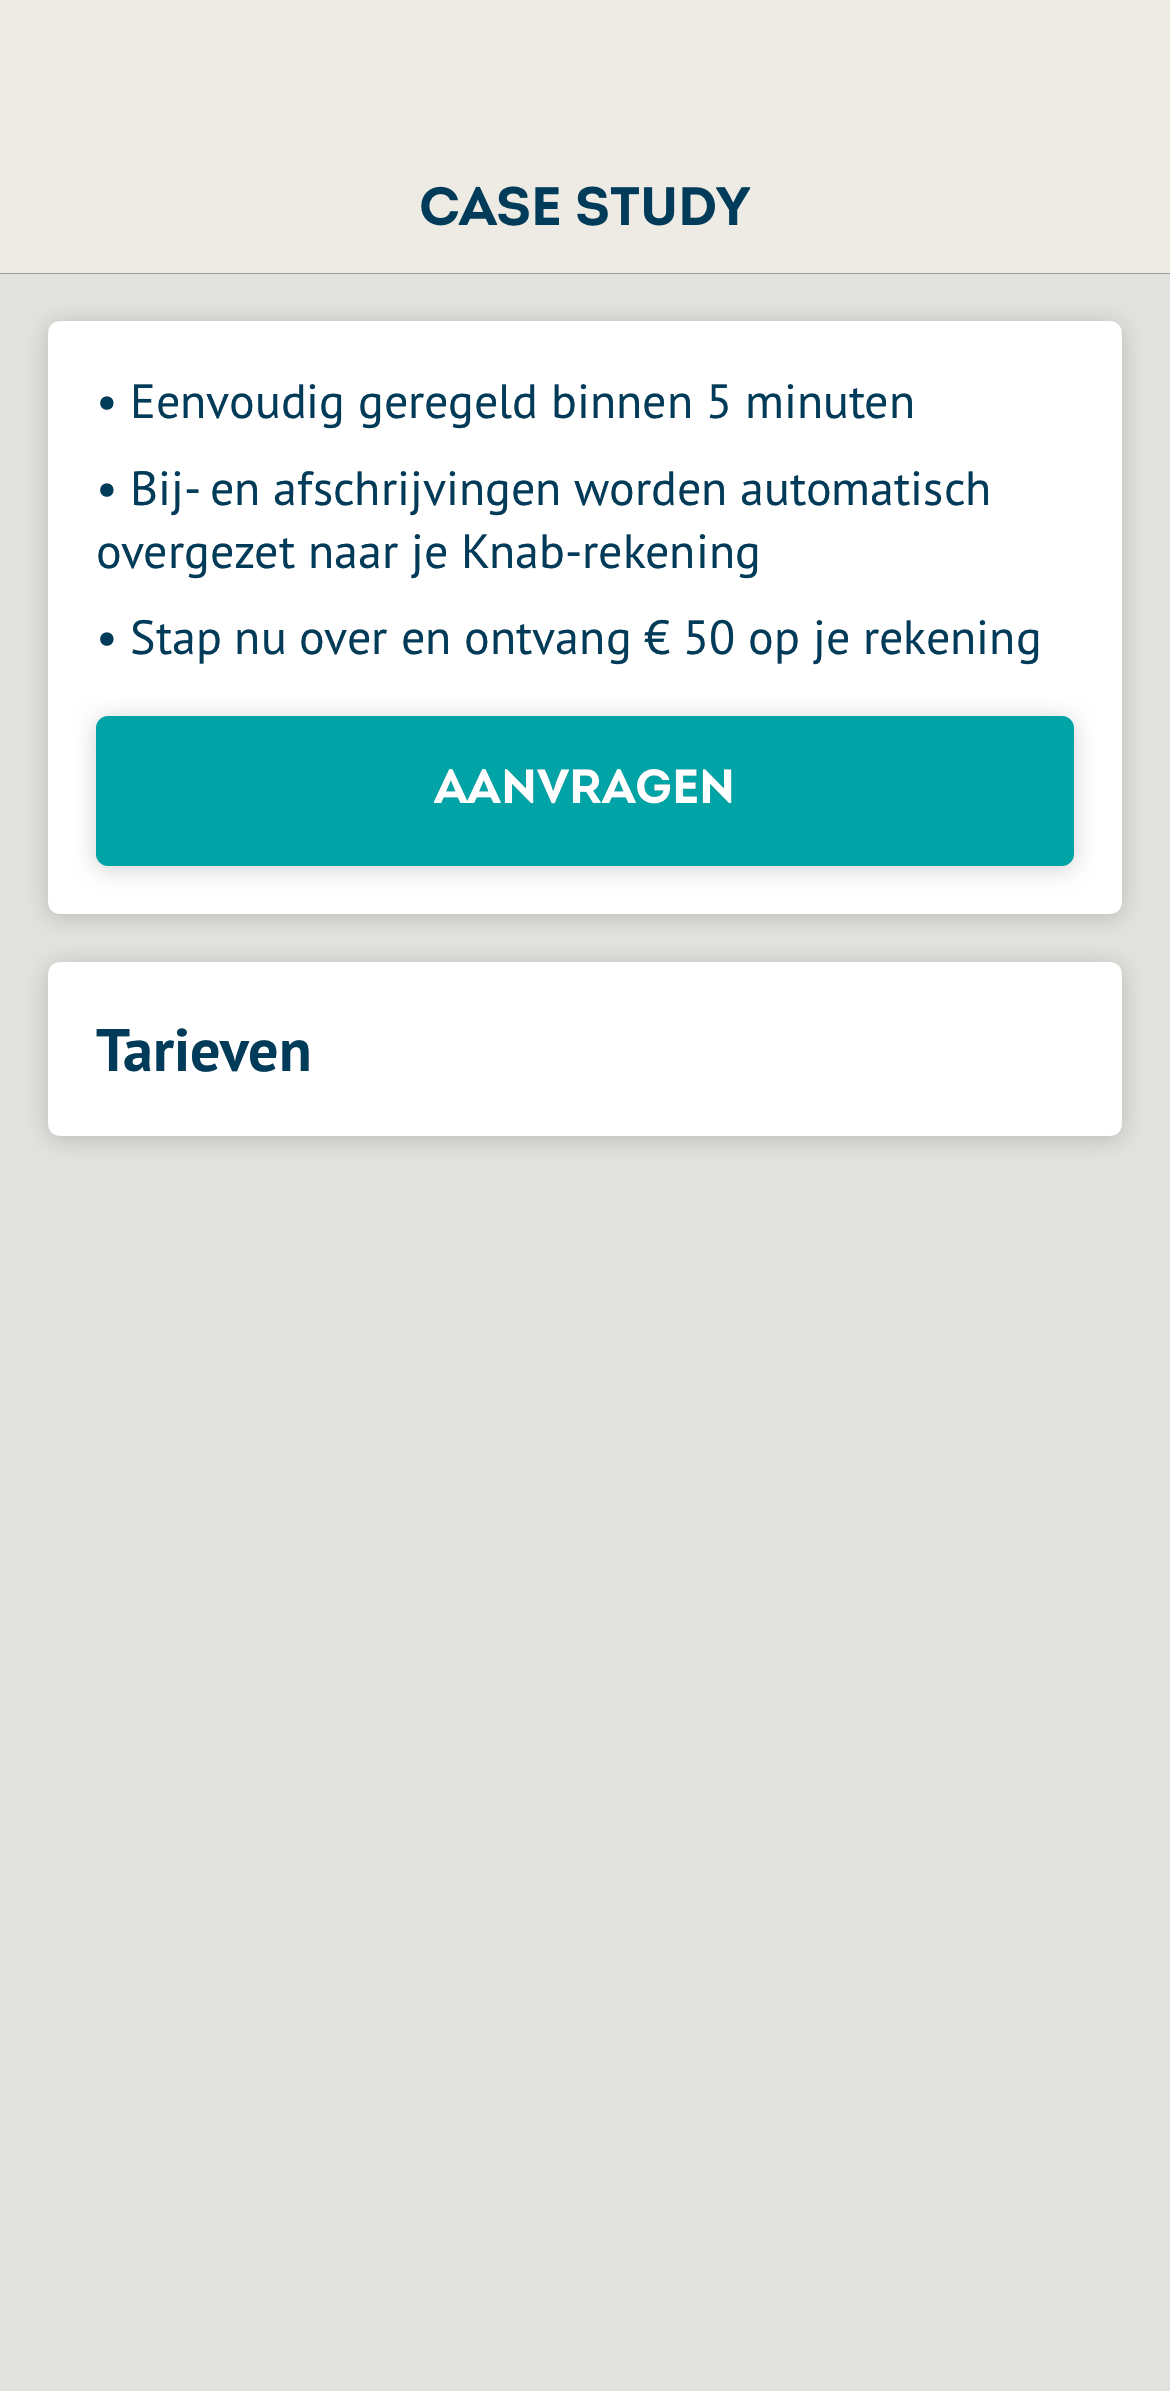 CASE STUDY
• Eenvoudig geregeld binnen 5 minuten
• Bij- en afschrijvingen worden automatisch
overgezet naar je Knab-rekening
• Stap nu over en ontvang € 50 op je rekening
AANVRAGEN
Tarieven